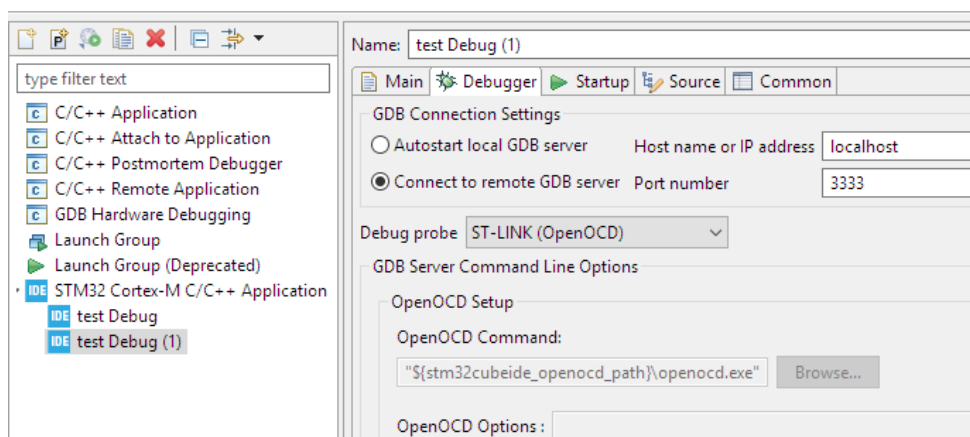 type filter text
C/C++ Application
C/C++ Attach to Application
C/C++ Postmortem Debugger
C/C++ Remote Application
GDB Hardware Debugging
Launch Group
Launch Group (Deprecated)
IDE STM32 Cortex-M C/C++ Application
IDE test Debug
IDE test Debug (1)
Name: test Debug (1)
Main Debugger Startup Source Common
GDB Connection Settings
Autostart local GDB server Host name or IP address localhost
Connect to remote GDB server Port number 3333
Debug probe ST-LINK (OpenOCD)
GDB Server Command Line Options
OpenOCD Setup
OpenOCD Command:
"${stm32cubeide_openocd_path}\openocd.exe" Browse...
OpenOCD Options :